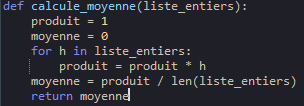 def calcule_moyenne(liste_entiers):
    produit = 1
    moyenne = 0
    for h in liste_entiers:
        produit = produit * h
    moyenne = produit / len(liste_entiers)
    return moyenne